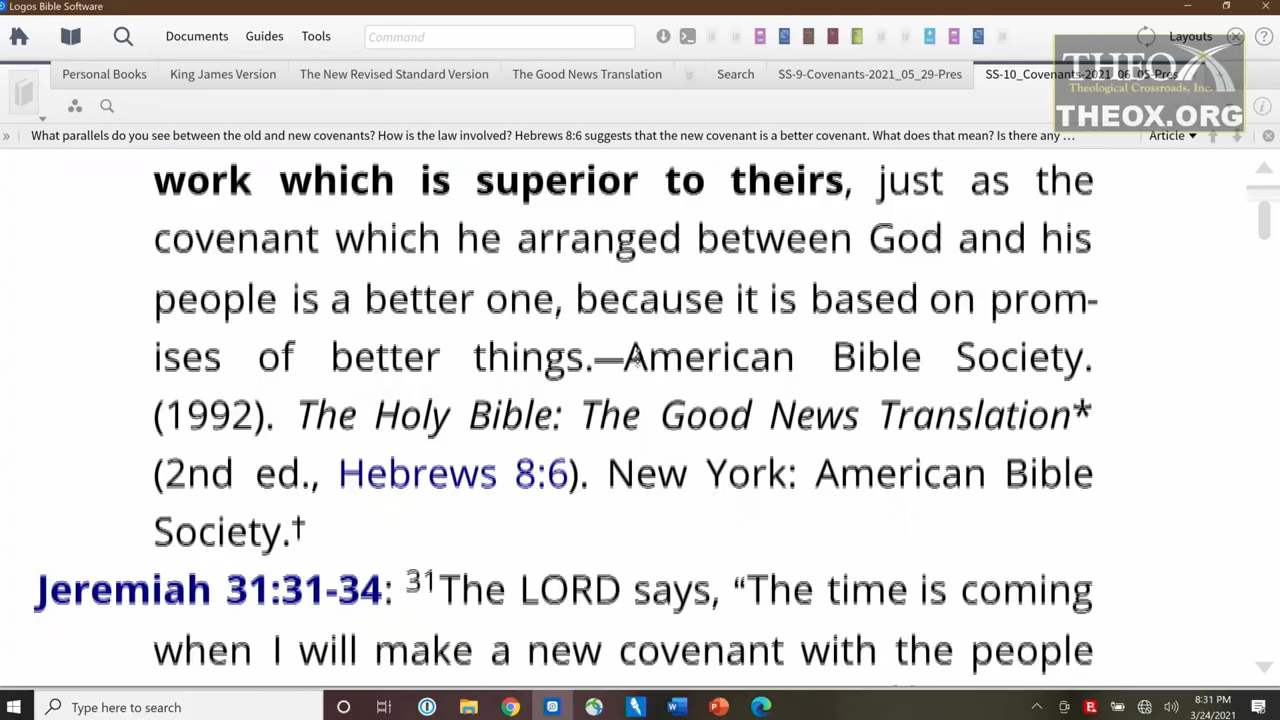 Logos Bible Software
Documents Guides Tools Command Layouts
Personal Books King James Version The New Revised Standard Version The Good News Translation Search SS-9-Covenants-2021_05_29-Pres SS-10_Covenants-2021_06_05-Pres
THEOX
Theological Crossroads, Inc.
THEOX.ORG
» What parallels do you see between the old and new covenants? How is the law involved? Hebrews 8:6 suggests that the new covenant is a better covenant. What does that mean? Is there any … Article
work which is superior to theirs, just as the
covenant which he arranged between God and his
people is a better one, because it is based on prom-
ises of better things.—American Bible Society.
(1992). The Holy Bible: The Good News Translation*
(2nd ed., Hebrews 8:6). New York: American Bible
Society.†
Jeremiah 31:31-34: 31The LORD says, “The time is coming
when I will make a new covenant with the people
Type here to search
8:31 PM
3/24/2021